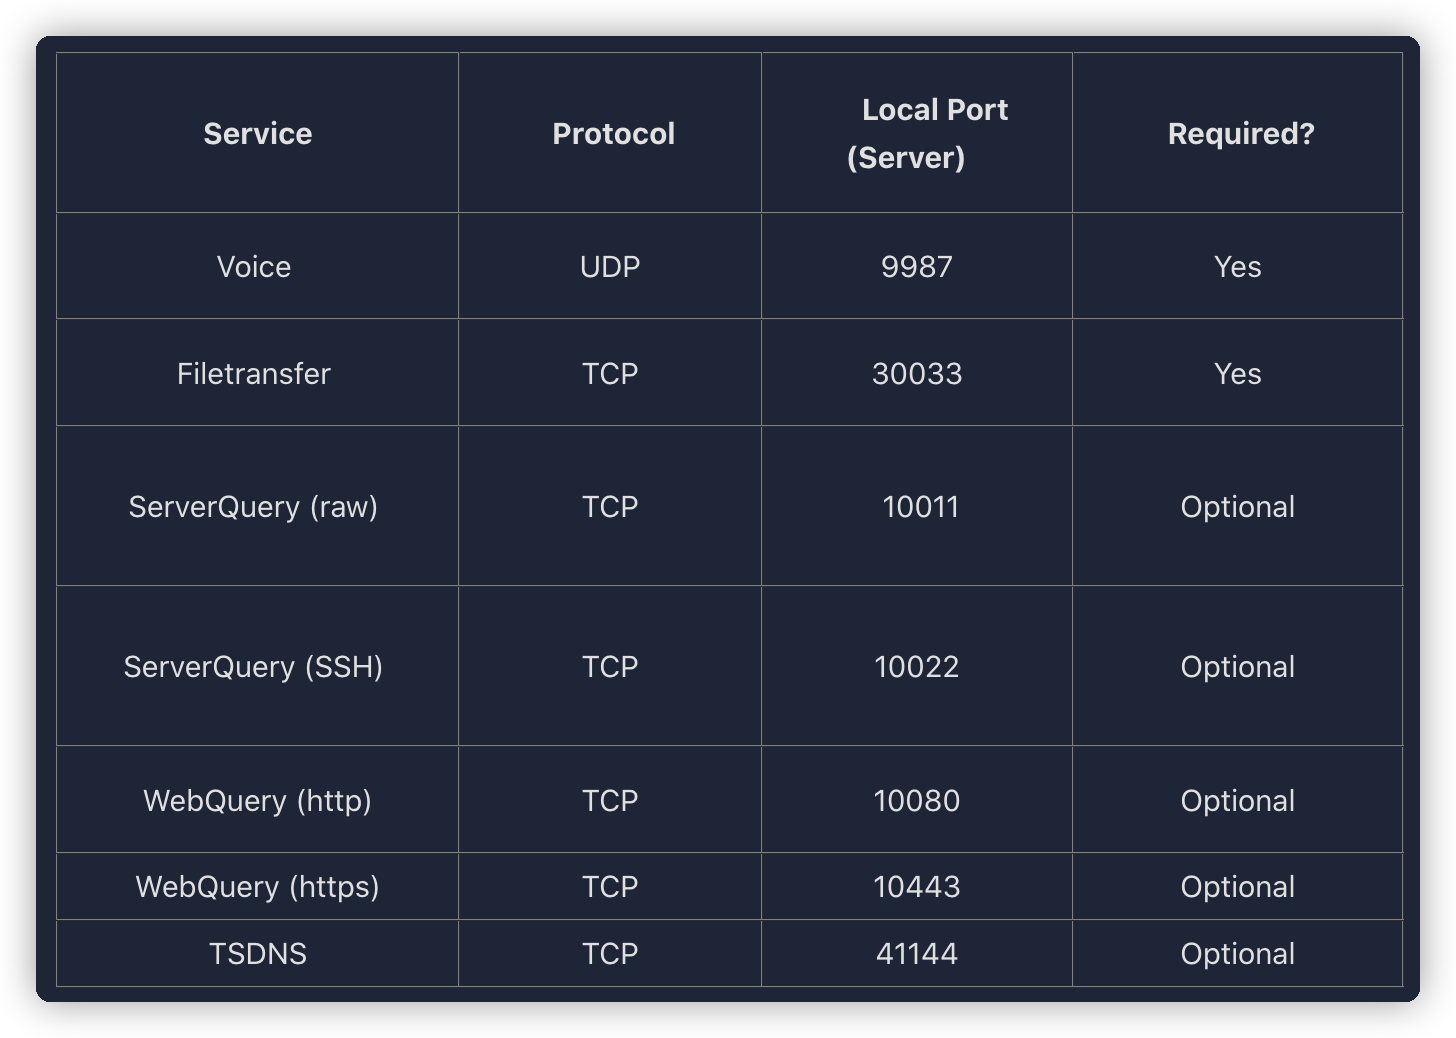 Service Protocol Local Port
(Server) Required?
Voice UDP 9987 Yes
Filetransfer TCP 30033 Yes
ServerQuery (raw) TCP 10011 Optional
ServerQuery (SSH) TCP 10022 Optional
WebQuery (http) TCP 10080 Optional
WebQuery (https) TCP 10443 Optional
TSDNS TCP 41144 Optional